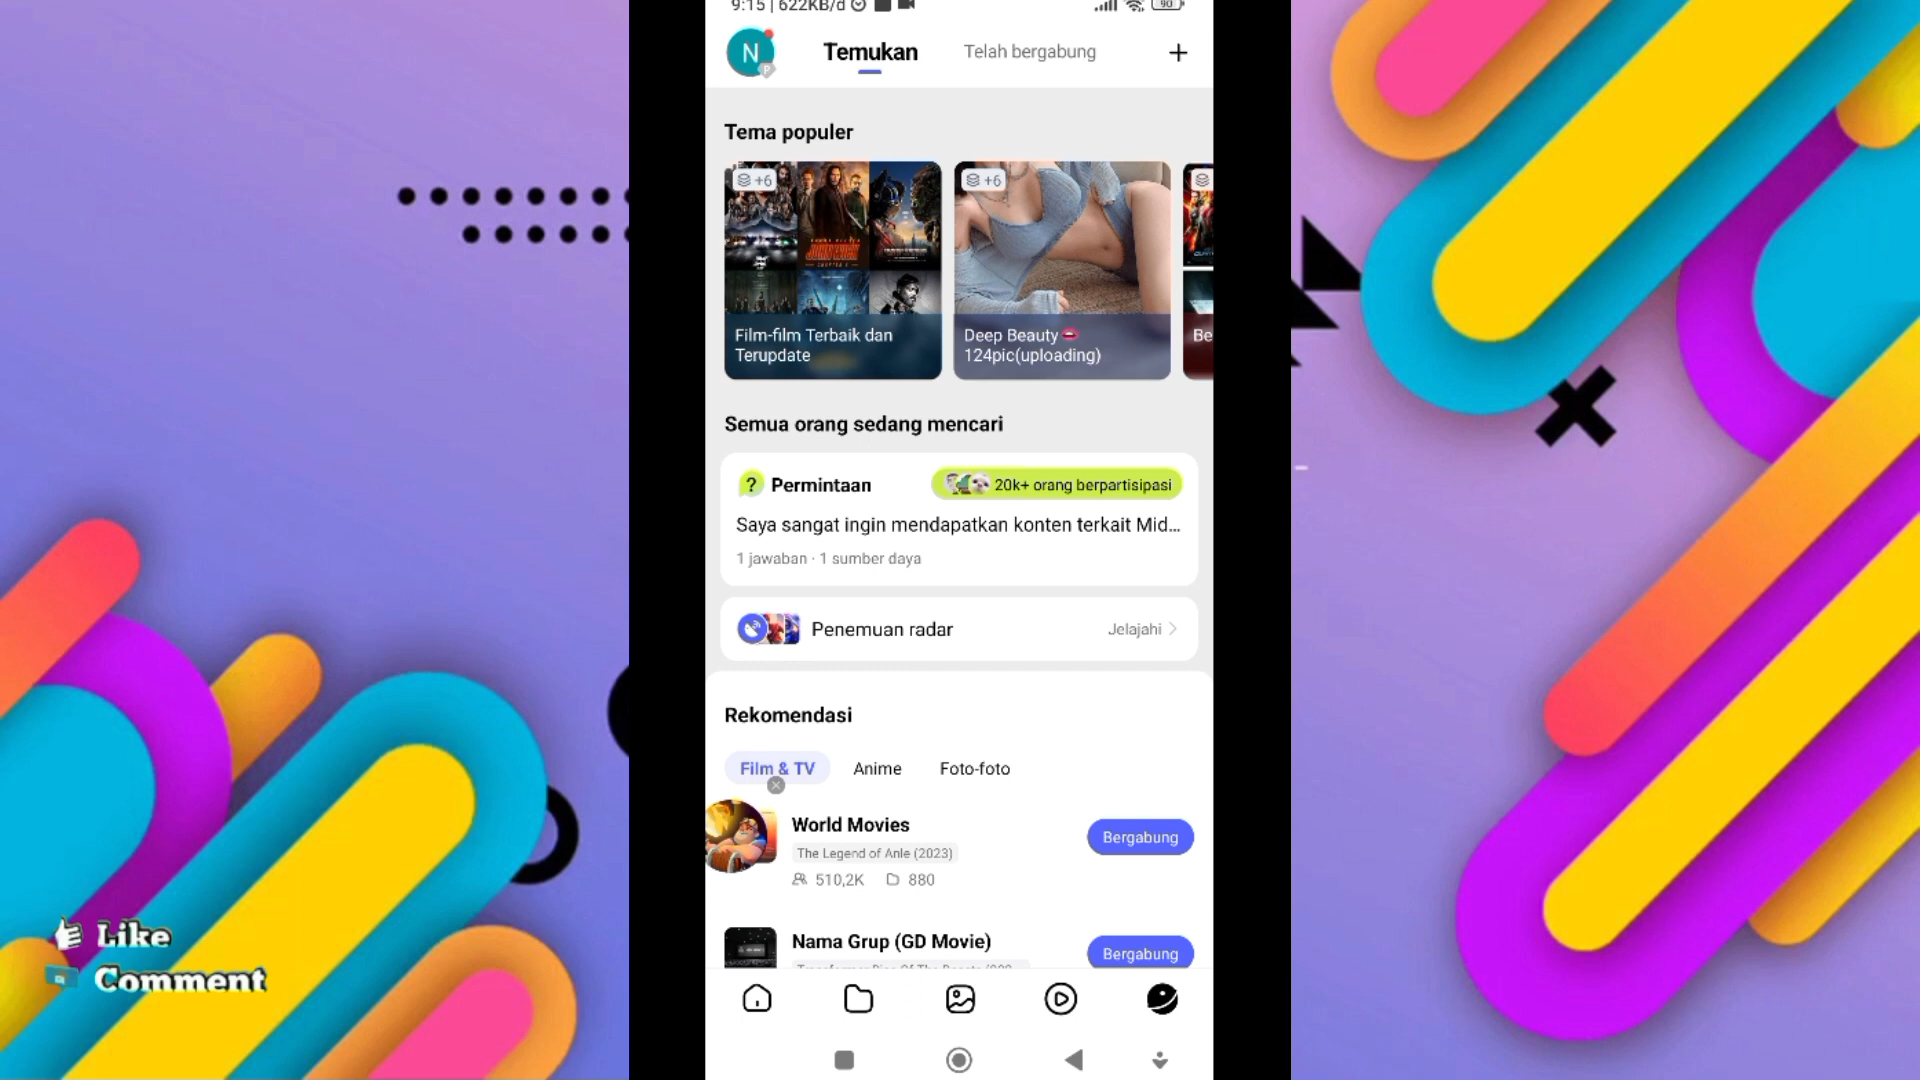 9:15 | 622KB/d
90
N
P
Temukan
Telah bergabung
Tema populer
+6
JOHN WICK
+6
Film-film Terbaik dan
Terupdate
Deep Beauty
124pic(uploading)
Be
Semua orang sedang mencari
? Permintaan
20k+ orang berpartisipasi
Saya sangat ingin mendapatkan konten terkait Mid...
1 jawaban · 1 sumber daya
Penemuan radar
Jelajahi
Rekomendasi
Film & TV
Anime
Foto-foto
World Movies
Bergabung
The Legend of Anle (2023)
510,2K
880
Nama Grup (GD Movie)
Bergabung
Like
Comment